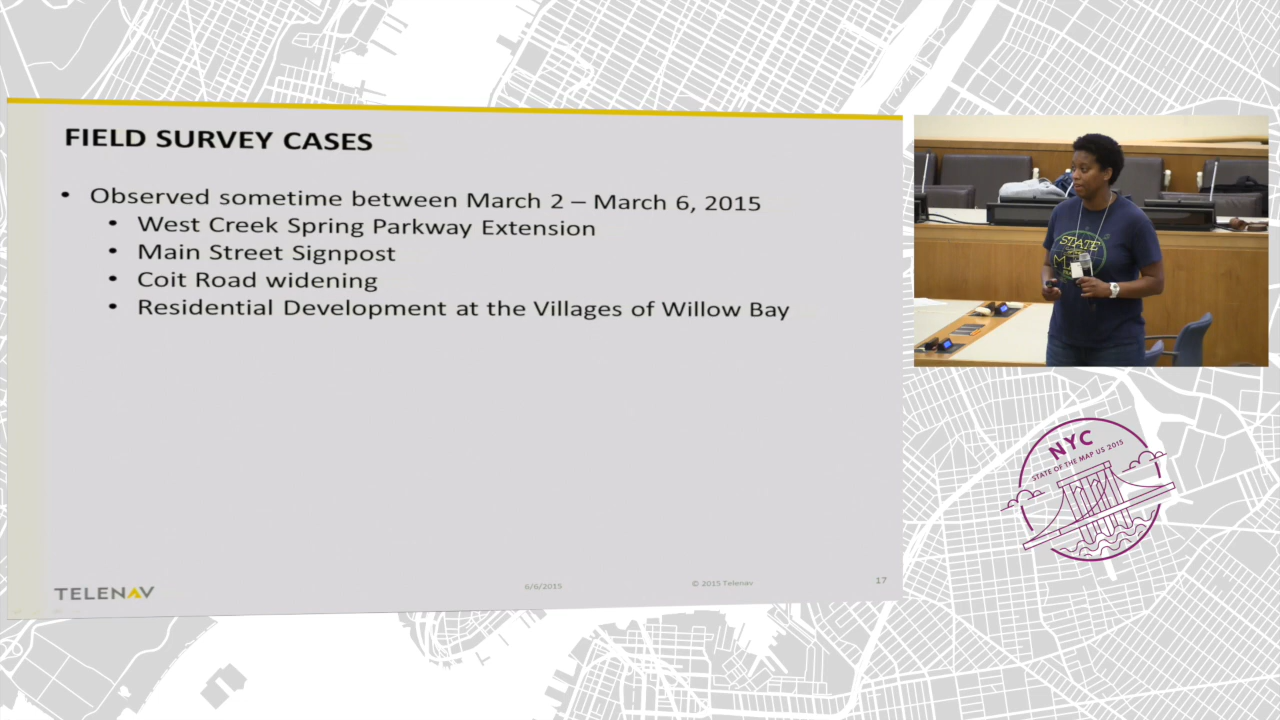 FIELD SURVEY CASES
• Observed sometime between March 2 – March 6, 2015
• West Creek Spring Parkway Extension
• Main Street Signpost
• Coit Road widening
• Residential Development at the Villages of Willow Bay
TELENAV
6/6/2015
© 2015 Telenav
17
STATE
NYC
STATE OF THE MAP US 2015